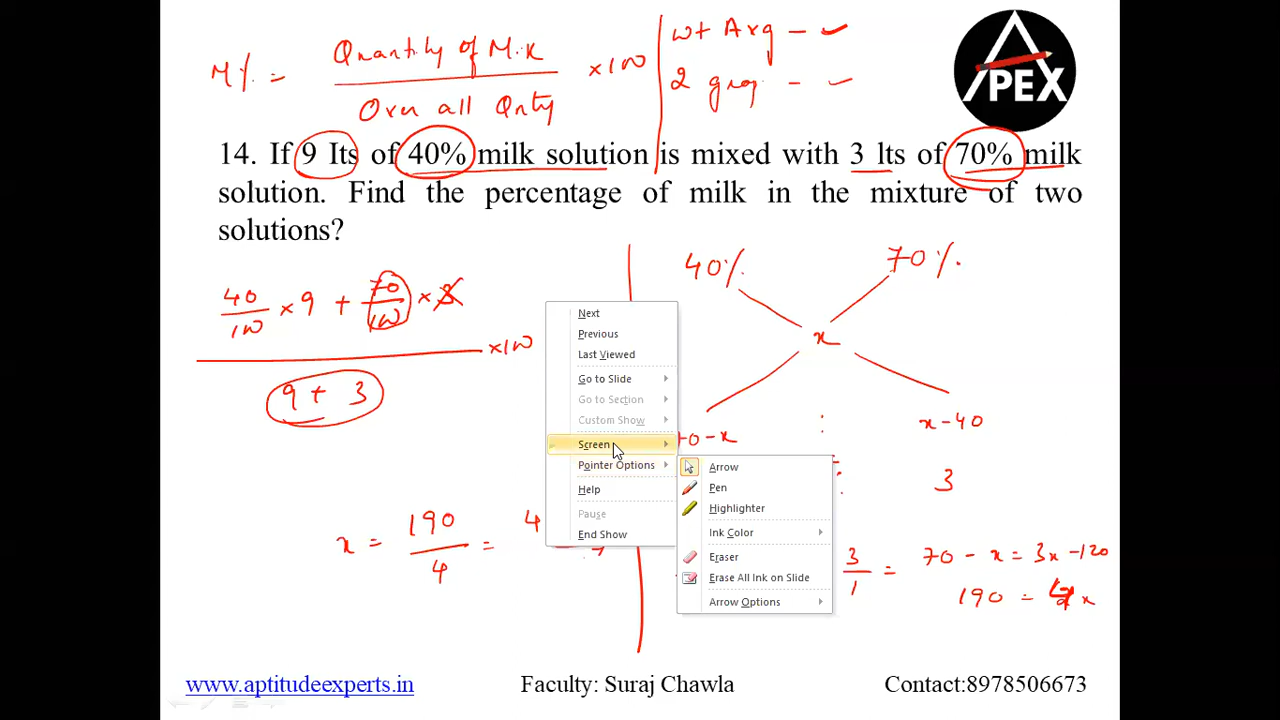 M% = Quantity of Mix / Over all Qnty ×100
wt Avg -
2 grop -
APEX
14. If 9 lts of 40% milk solution is mixed with 3 lts of 70% milk
solution. Find the percentage of milk in the mixture of two
solutions?
40/100 ×9 + 70/100 ×3
×100
9 + 3
40%
70%
x
0-x : x-40
: 3
x = 190/4 = 4
3/1 = 70 - x = 3x -120
190 = 4x
Next
Previous
Last Viewed
Go to Slide
Go to Section
Custom Show
Screen
Pointer Options
Help
Pause
End Show
Arrow
Pen
Highlighter
Ink Color
Eraser
Erase All Ink on Slide
Arrow Options
www.aptitudeexperts.in
Faculty: Suraj Chawla
Contact:8978506673